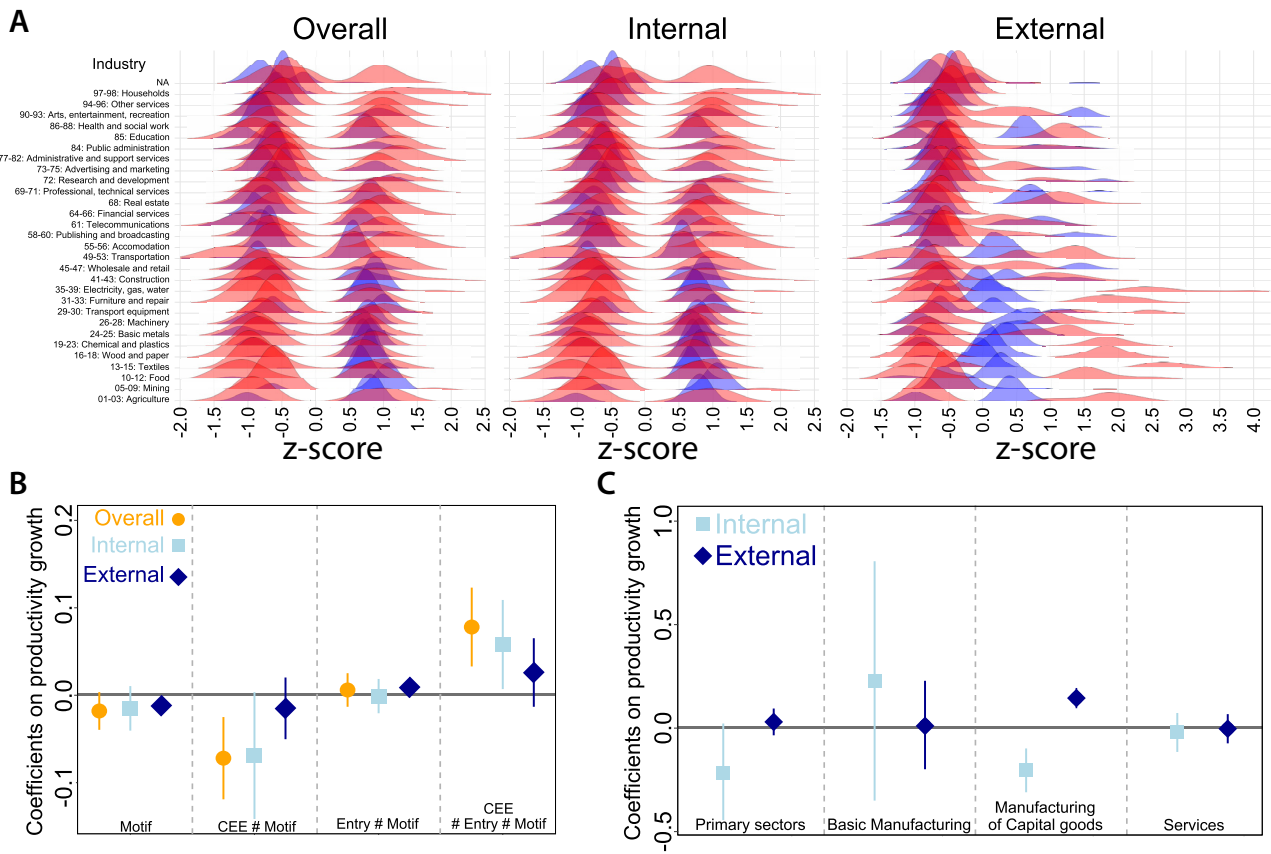 A
Overall
Internal
External
Industry
NA
97-98: Households
94-96: Other services
90-93: Arts, entertainment, recreation
86-88: Health and social work
85: Education
84: Public administration
77-82: Administrative and support services
73-75: Advertising and marketing
72: Research and development
69-71: Professional, technical services
68: Real estate
64-66: Financial services
61: Telecommunications
58-60: Publishing and broadcasting
55-56: Accomodation
49-53: Transportation
45-47: Wholesale and retail
41-43: Construction
35-39: Electricity, gas, water
31-33: Furniture and repair
29-30: Transport equipment
26-28: Machinery
24-25: Basic metals
19-23: Chemical and plastics
16-18: Wood and paper
13-15: Textiles
10-12: Food
05-09: Mining
01-03: Agriculture
-2.0 -1.5 -1.0 -0.5 0.0 0.5 1.0 1.5 2.0 2.5
-2.0 -1.5 -1.0 -0.5 0.0 0.5 1.0 1.5 2.0 2.5
-2.0 -1.5 -1.0 -0.5 0.0 0.5 1.0 1.5 2.0 2.5 3.0 3.5 4.0
z-score
z-score
z-score
B
Coefficients on productivity growth
0.2
0.1
0.0
-0.1
Overall
Internal
External
Motif
CEE # Motif
Entry # Motif
CEE
# Entry # Motif
C
Coefficients on productivity growth
1.0
0.5
0.0
-0.5
Internal
External
Primary sectors
Basic Manufacturing
Manufacturing
of Capital goods
Services